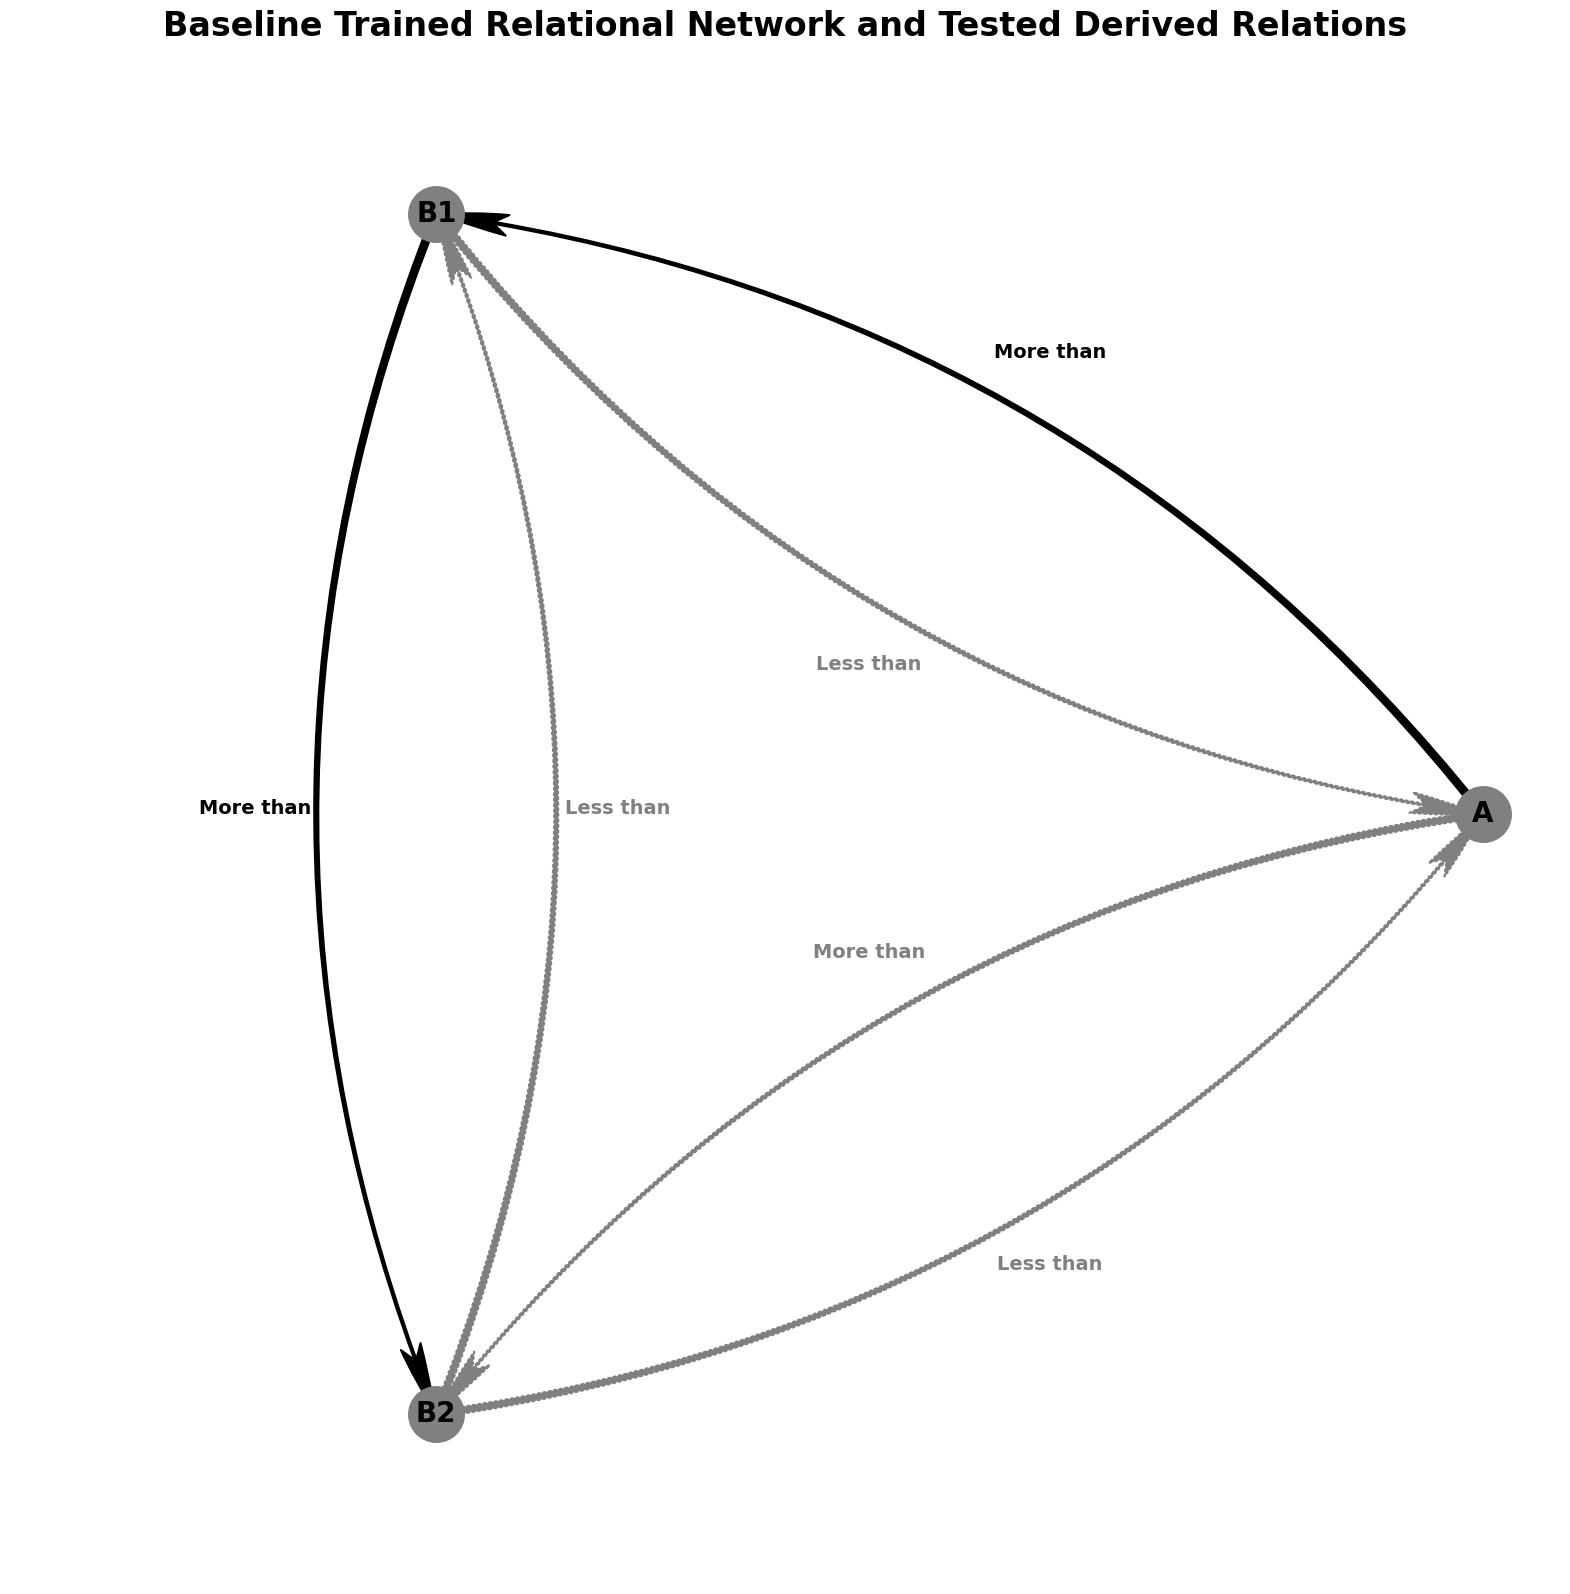 Baseline Trained Relational Network and Tested Derived Relations
B1
More than
Less than
More than
Less than
A
More than
Less than
B2